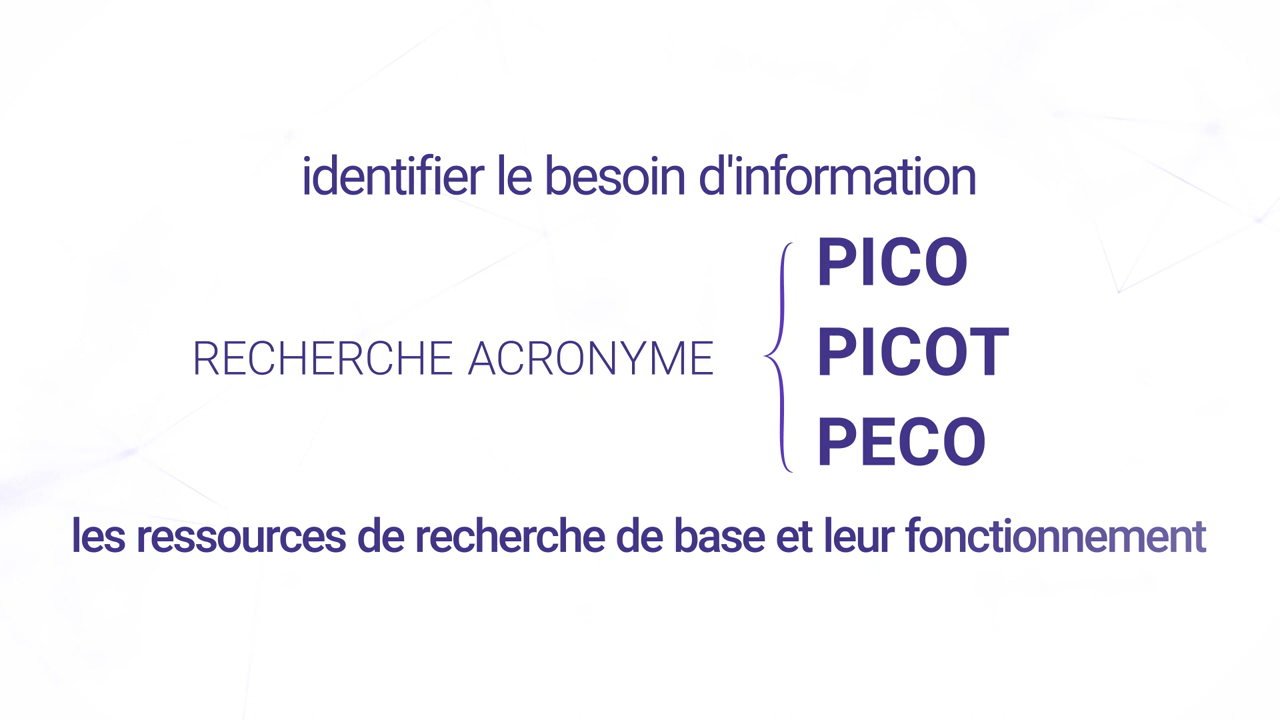 identifier le besoin d'information
RECHERCHE ACRONYME
PICO
PICOT
PECO
les ressources de recherche de base et leur fonctionnement